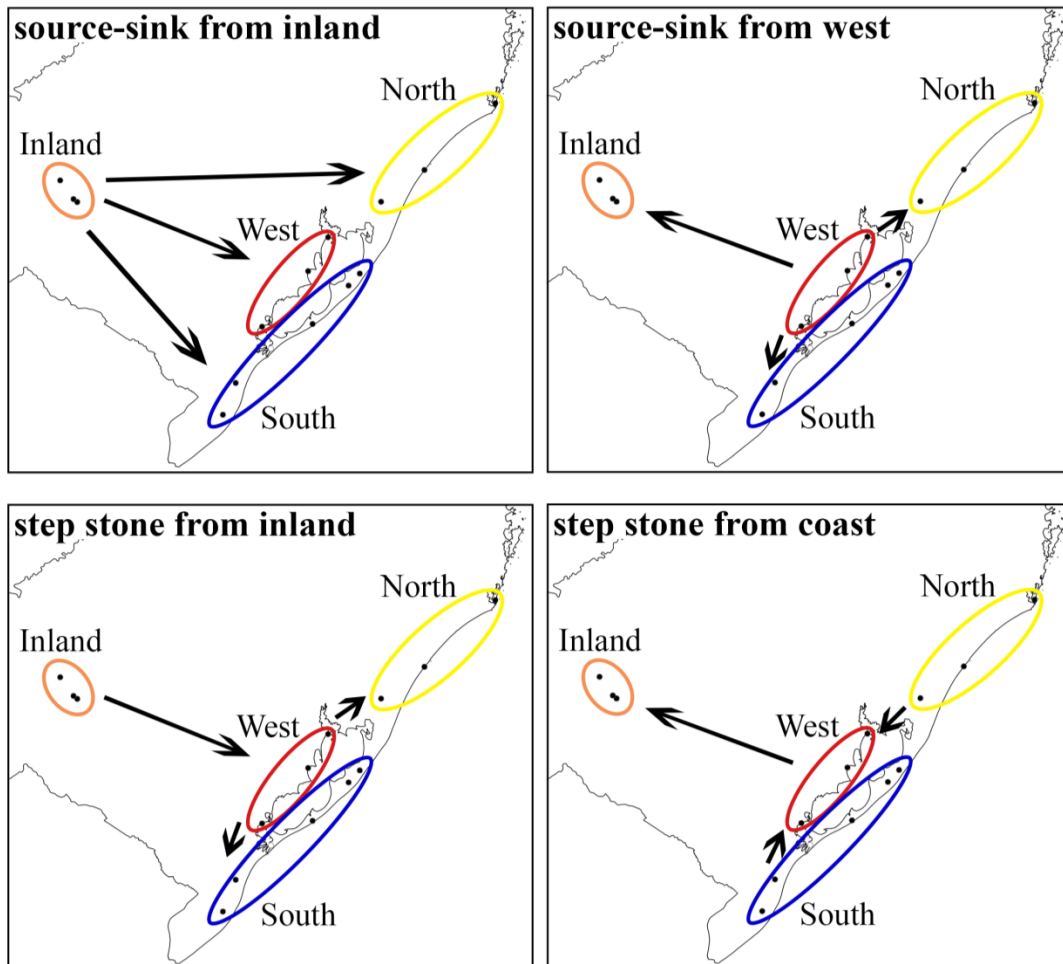 source-sink from inland
North
Inland
West
South
source-sink from west
North
Inland
West
South
step stone from inland
North
Inland
West
South
step stone from coast
North
Inland
West
South